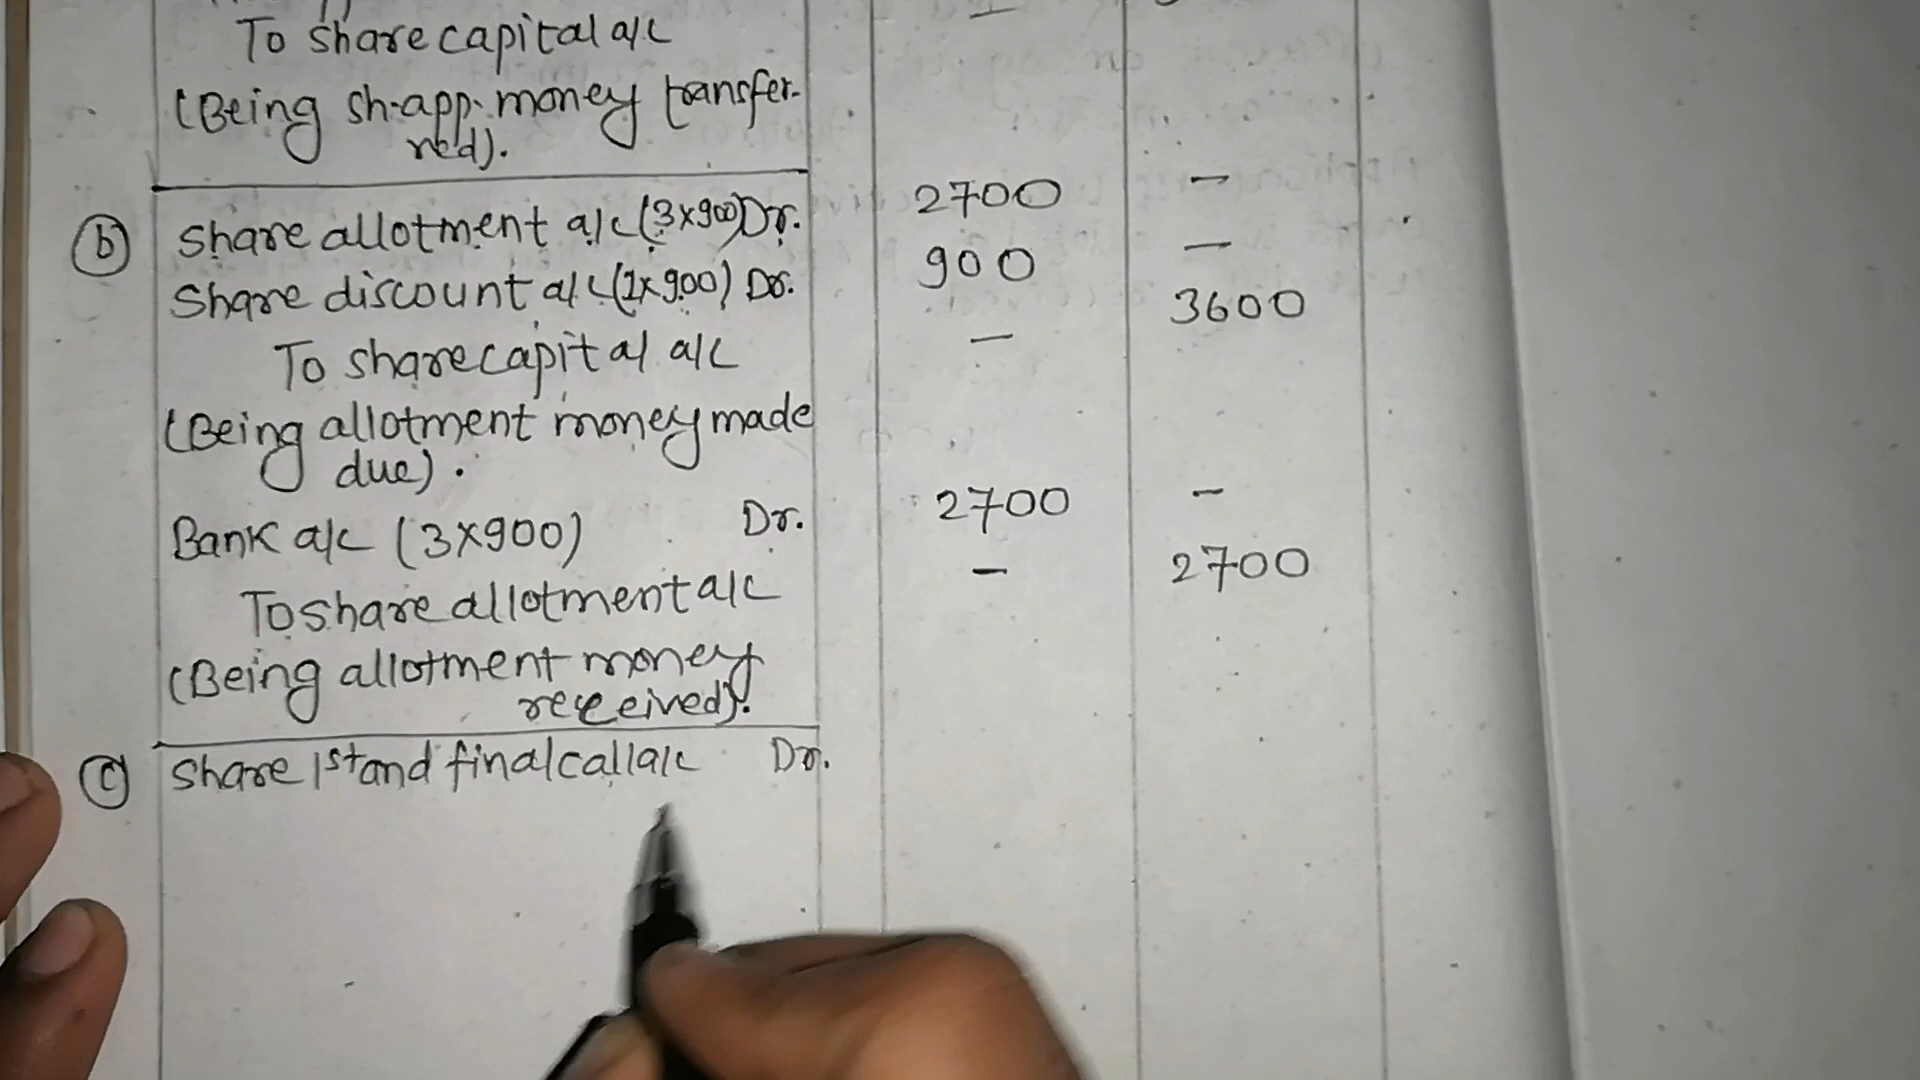 To share capital a/c
(Being sh. app. money transfer-
red).
(b) Share allotment a/c (3x900) Dr. 2700 —
Share discount a/c (1x900) Dr. 900 —
To share capital a/c — 3600
(Being allotment money made
due).
Bank a/c (3x900) Dr. 2700 —
To share allotment a/c — 2700
(Being allotment money
received).
(c) Share 1st and final call a/c Dr.